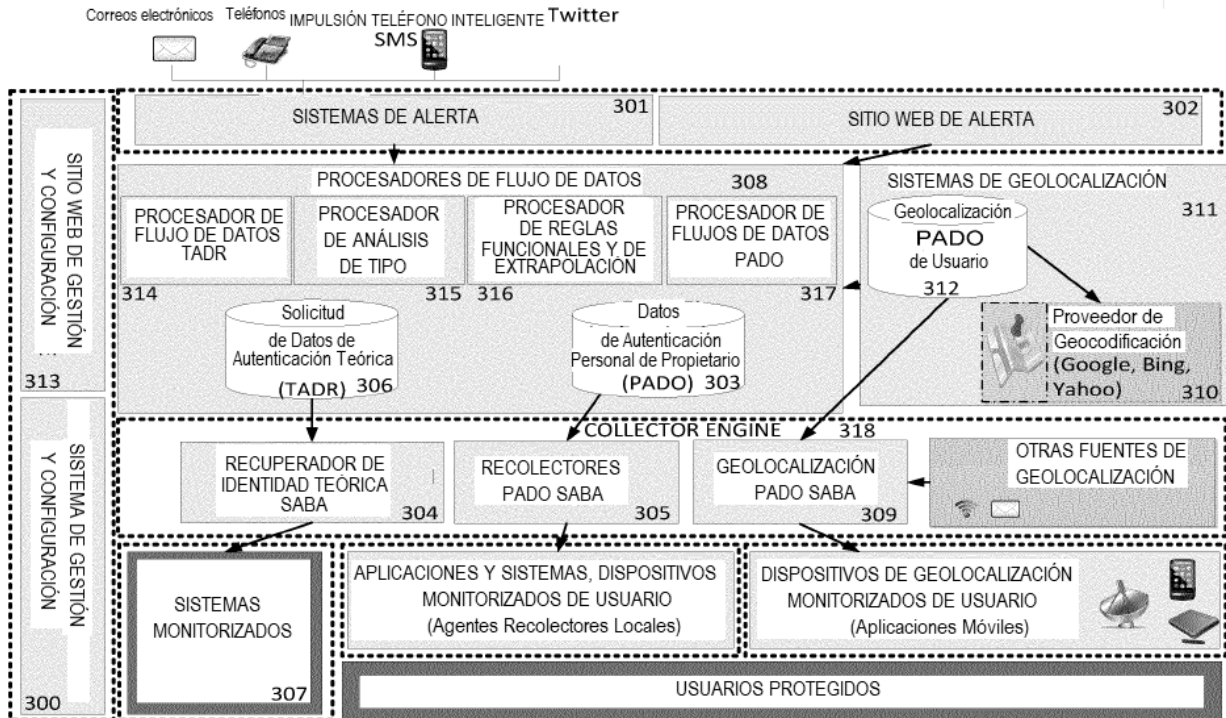 Correos electrónicos
Teléfonos
IMPULSIÓN TELÉFONO INTELIGENTE
SMS
Twitter
SISTEMAS DE ALERTA
301
SITIO WEB DE ALERTA
302
SITIO WEB DE GESTIÓN
Y CONFIGURACIÓN
313
SISTEMA DE GESTIÓN
Y CONFIGURACIÓN
300
PROCESADORES DE FLUJO DE DATOS
308
PROCESADOR DE
FLUJO DE DATOS
TADR
314
PROCESADOR
DE ANÁLISIS
DE TIPO
315
PROCESADOR
DE REGLAS
FUNCIONALES Y DE
EXTRAPOLACIÓN
316
PROCESADOR DE
FLUJOS DE DATOS
PADO
317
Solicitud
de Datos de
Autenticación Teórica
(TADR)
306
Datos
de Autenticación
Personal de Propietario
(PADO)
303
SISTEMAS DE GEOLOCALIZACIÓN
311
Geolocalización
PADO
de Usuario
312
Proveedor de
Geocodificación
(Google, Bing,
Yahoo)
310
COLLECTOR ENGINE
318
RECUPERADOR DE
IDENTIDAD TEÓRICA
SABA
304
RECOLECTORES
PADO SABA
305
GEOLOCALIZACIÓN
PADO SABA
309
OTRAS FUENTES DE
GEOLOCALIZACIÓN
SISTEMAS
MONITORIZADOS
307
APLICACIONES Y SISTEMAS, DISPOSITIVOS
MONITORIZADOS DE USUARIO
(Agentes Recolectores Locales)
DISPOSITIVOS DE GEOLOCALIZACIÓN
MONITORIZADOS DE USUARIO
(Aplicaciones Móviles)
USUARIOS PROTEGIDOS